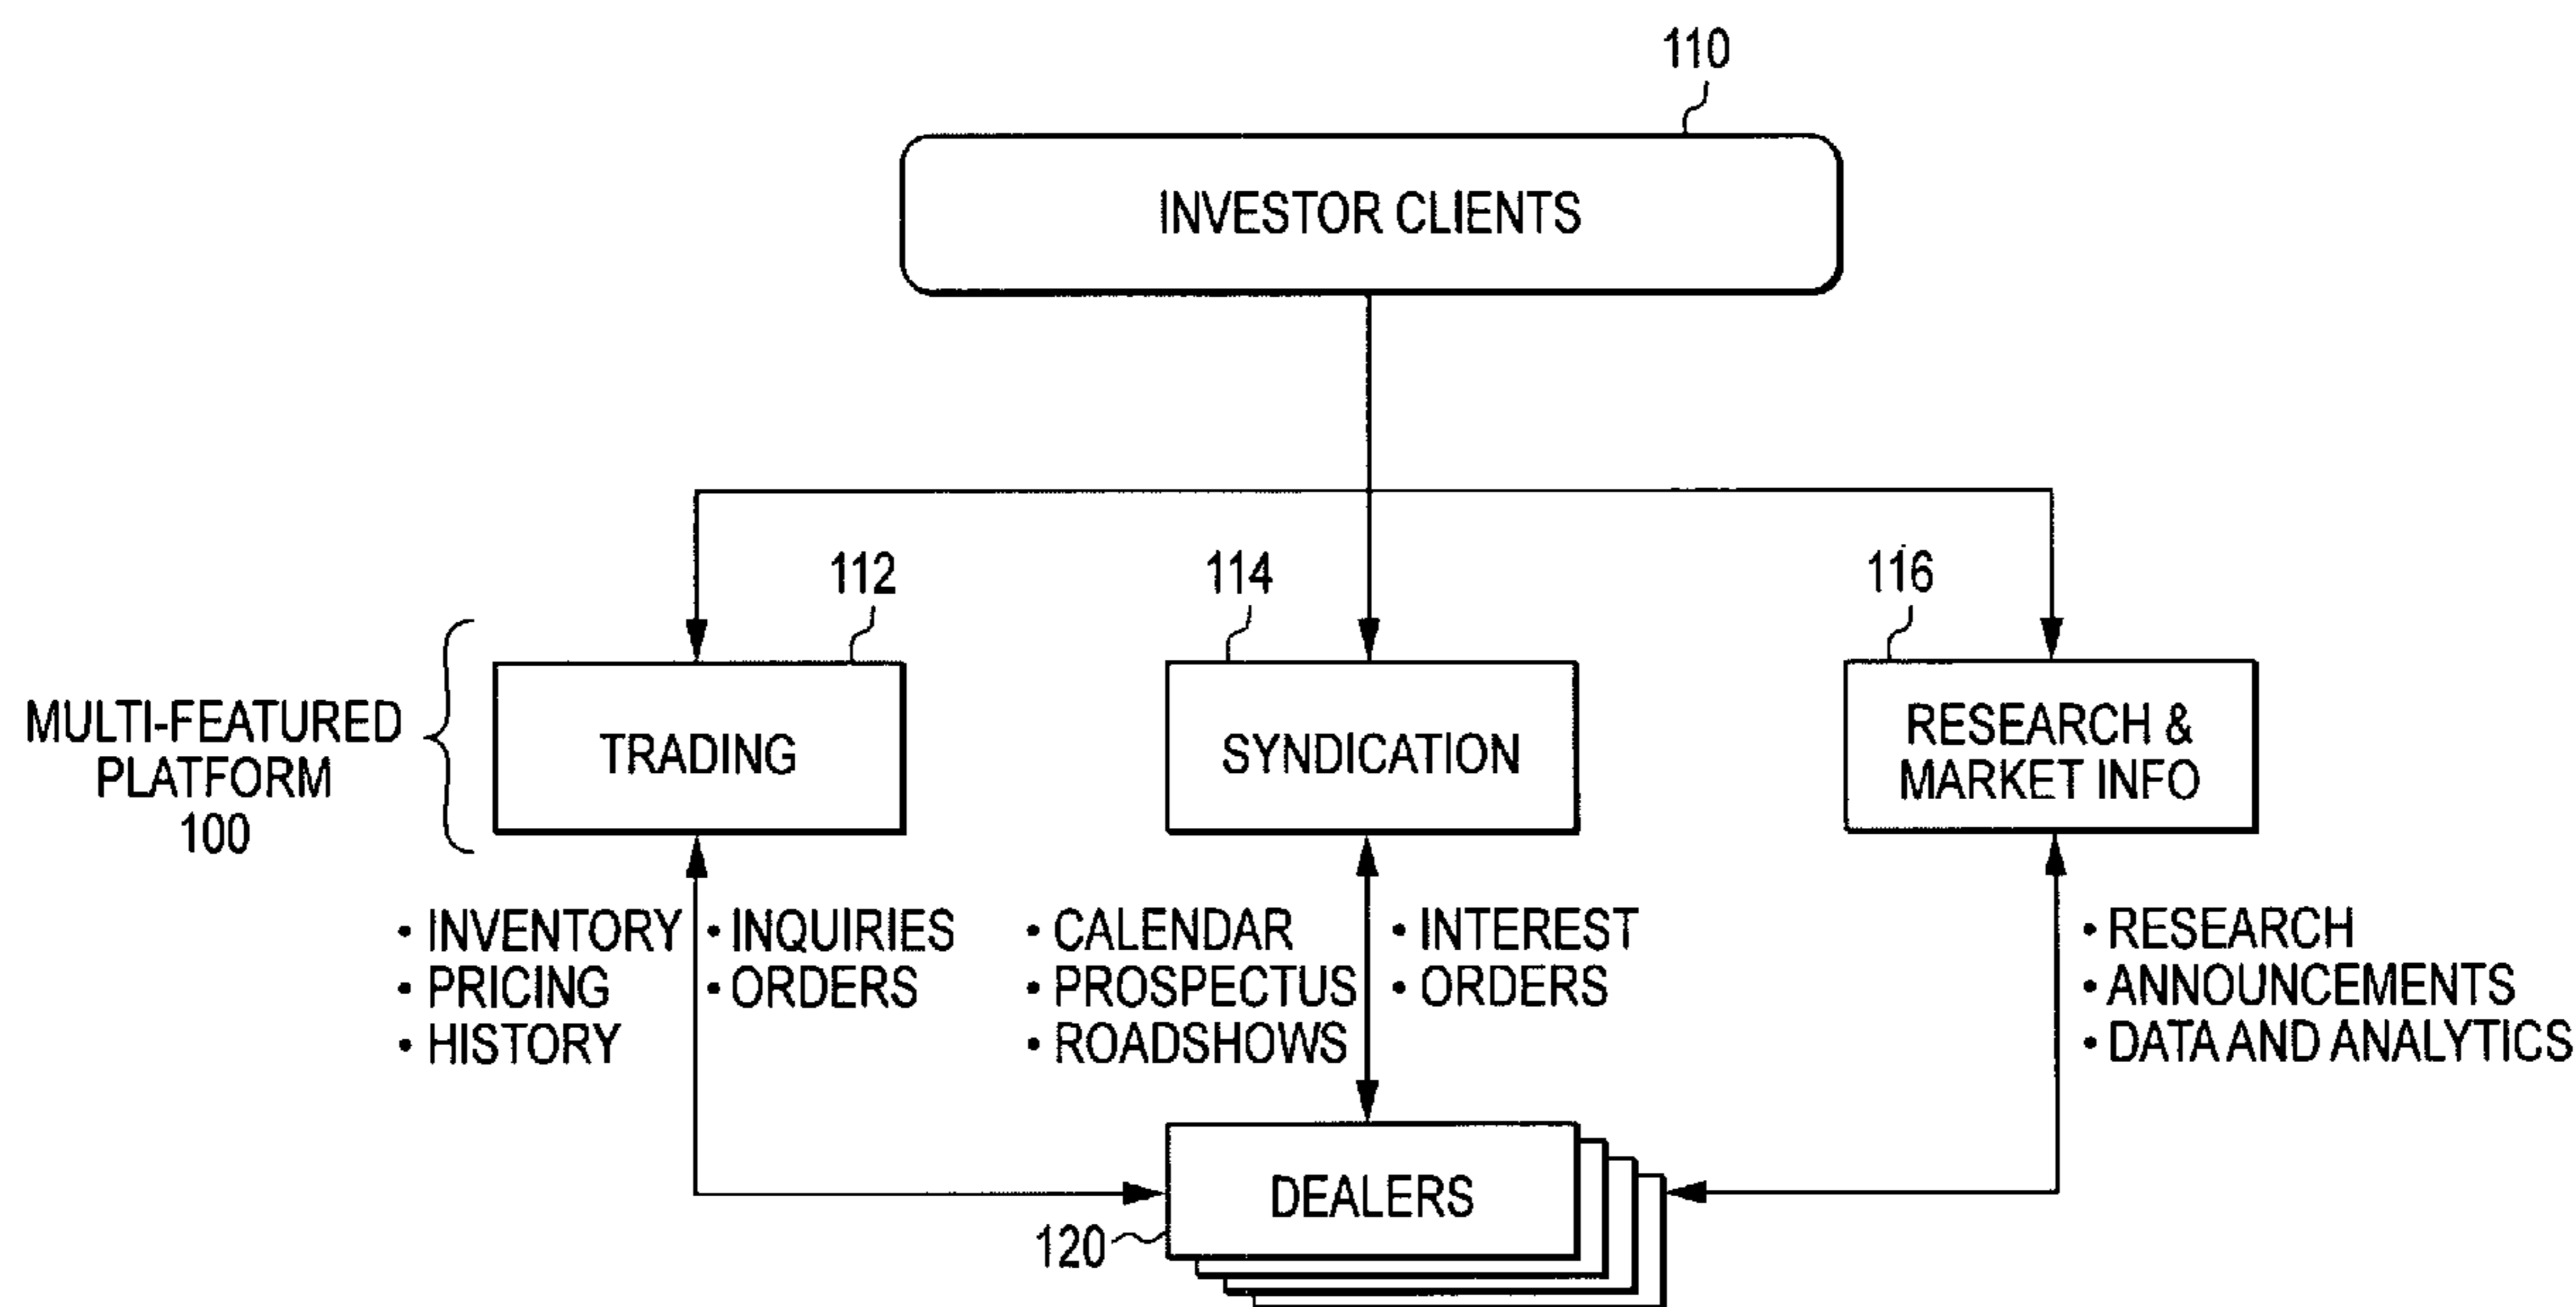 110
INVESTOR CLIENTS
112
114
116
MULTI-FEATURED
PLATFORM
100
TRADING
SYNDICATION
RESEARCH &
MARKET INFO
• INVENTORY
• PRICING
• HISTORY
• INQUIRIES
• ORDERS
• CALENDAR
• PROSPECTUS
• ROADSHOWS
• INTEREST
• ORDERS
• RESEARCH
• ANNOUNCEMENTS
• DATA AND ANALYTICS
DEALERS
120